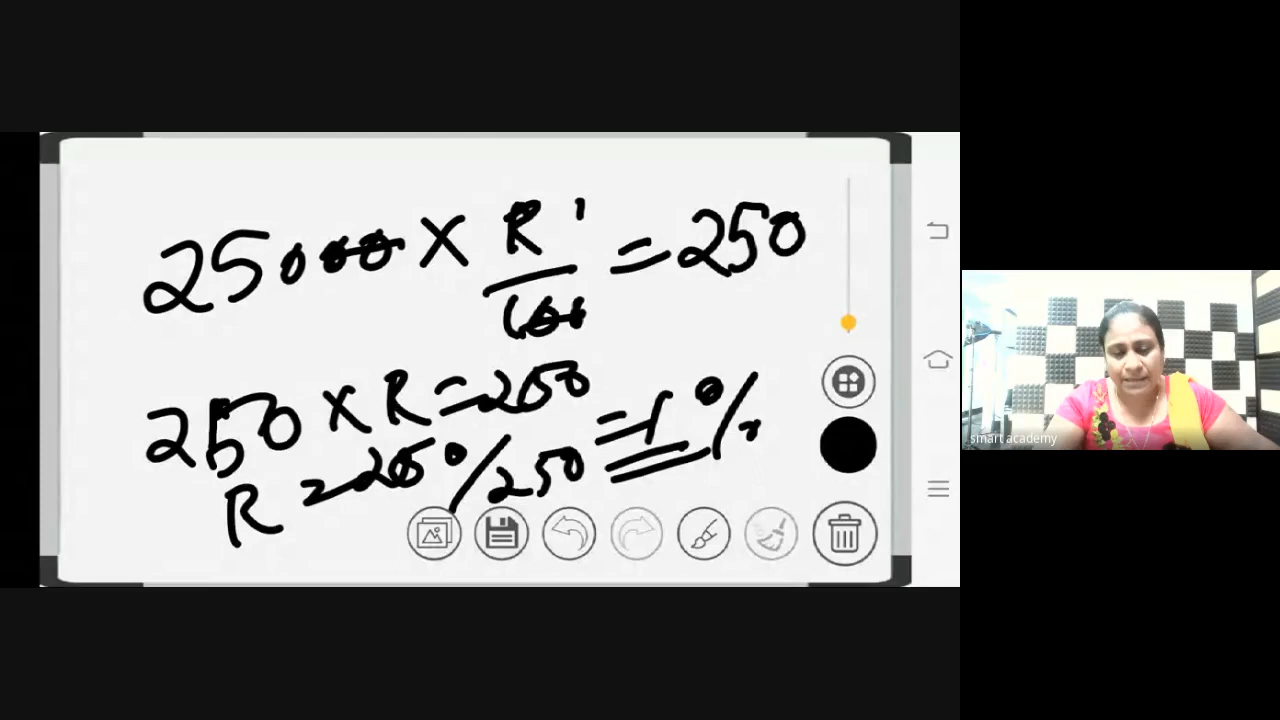 25000 × R/100 = 250
250 × R = 250
R = 250/250 = 1%
smart academy